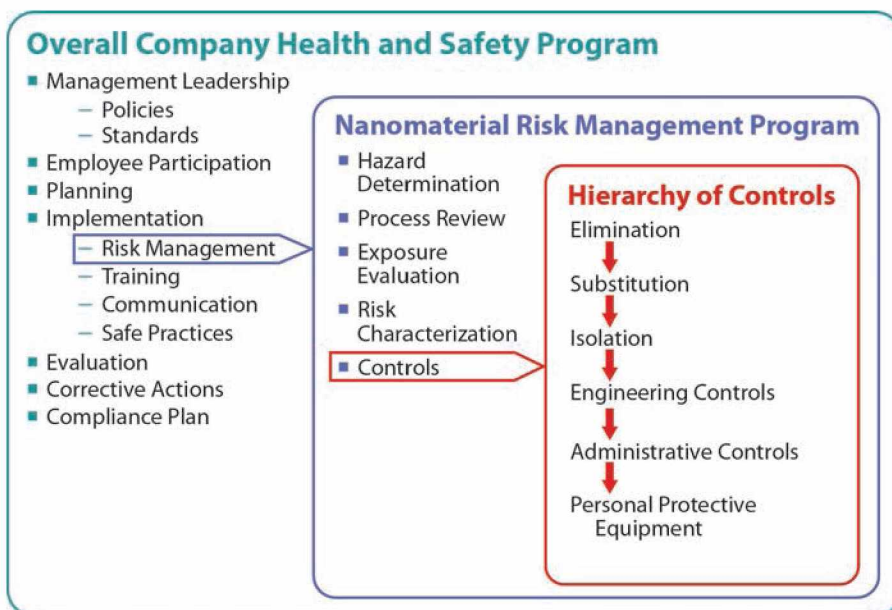 Overall Company Health and Safety Program
■ Management Leadership
– Policies
– Standards
■ Employee Participation
■ Planning
■ Implementation
– Risk Management
– Training
– Communication
– Safe Practices
■ Evaluation
■ Corrective Actions
■ Compliance Plan
Nanomaterial Risk Management Program
■ Hazard
Determination
■ Process Review
■ Exposure
Evaluation
■ Risk
Characterization
■ Controls
Hierarchy of Controls
Elimination
Substitution
Isolation
Engineering Controls
Administrative Controls
Personal Protective
Equipment